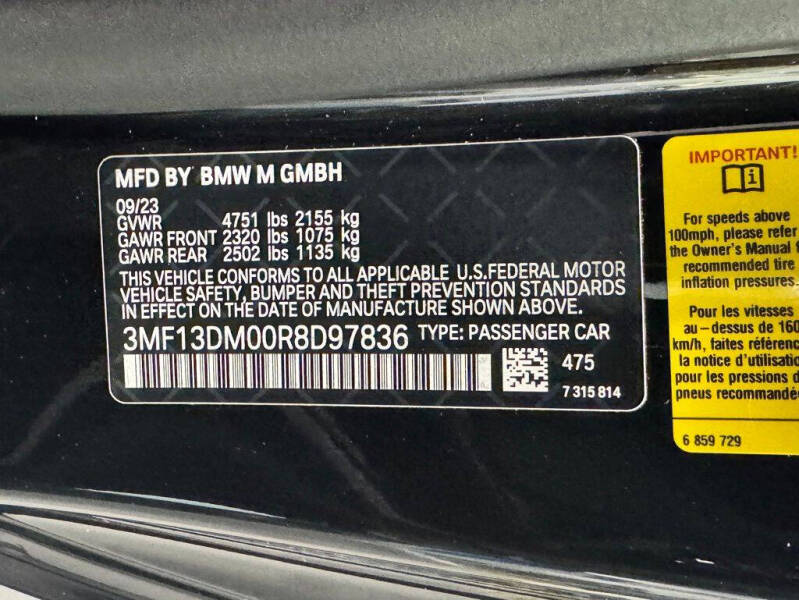 MFD BY BMW M GMBH
09/23
GVWR 4751 lbs 2155 kg
GAWR FRONT 2320 lbs 1075 kg
GAWR REAR 2502 lbs 1135 kg
THIS VEHICLE CONFORMS TO ALL APPLICABLE U.S.FEDERAL MOTOR
VEHICLE SAFETY, BUMPER AND THEFT PREVENTION STANDARDS
IN EFFECT ON THE DATE OF MANUFACTURE SHOWN ABOVE.
3MF13DM00R8D97836 TYPE: PASSENGER CAR
475
7 315 814
IMPORTANT!
i
For speeds above
100mph, please refer
the Owner's Manual
recommended tire
inflation pressures.
Pour les vitesses
au-dessus de 160
km/h, faites référenc
la notice d'utilisatio
pour les pressions d
pneus recommandé
6 859 729